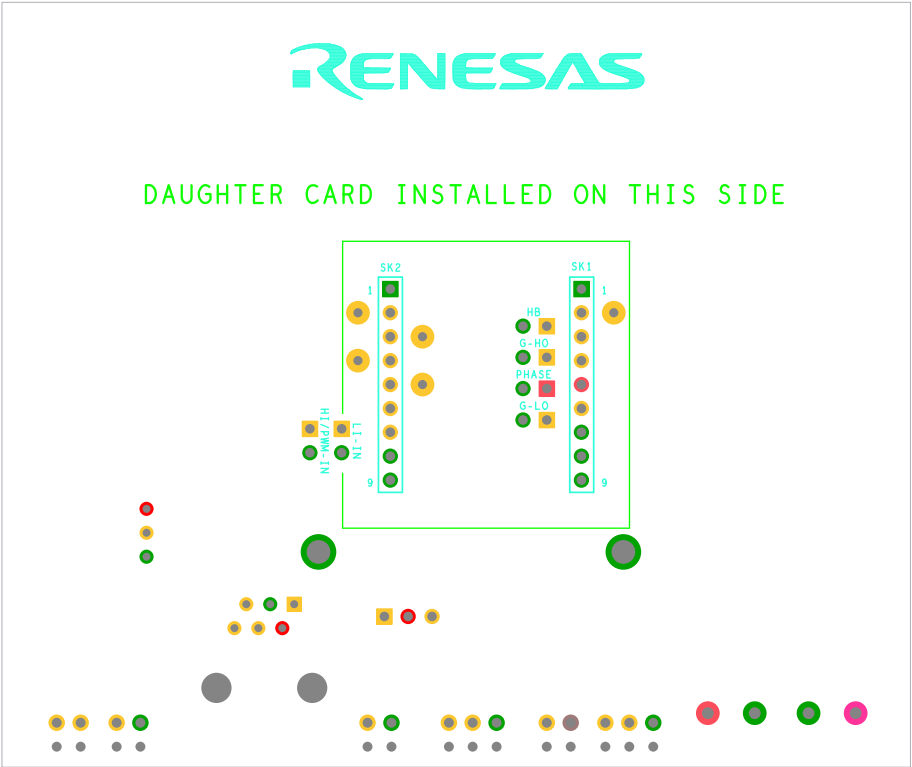 RENESAS
DAUGHTER CARD INSTALLED ON THIS SIDE
SK2
SK1
1
1
HB
G-HO
PHASE
G-LO
HI/PWM-IN
LI-IN
9
9